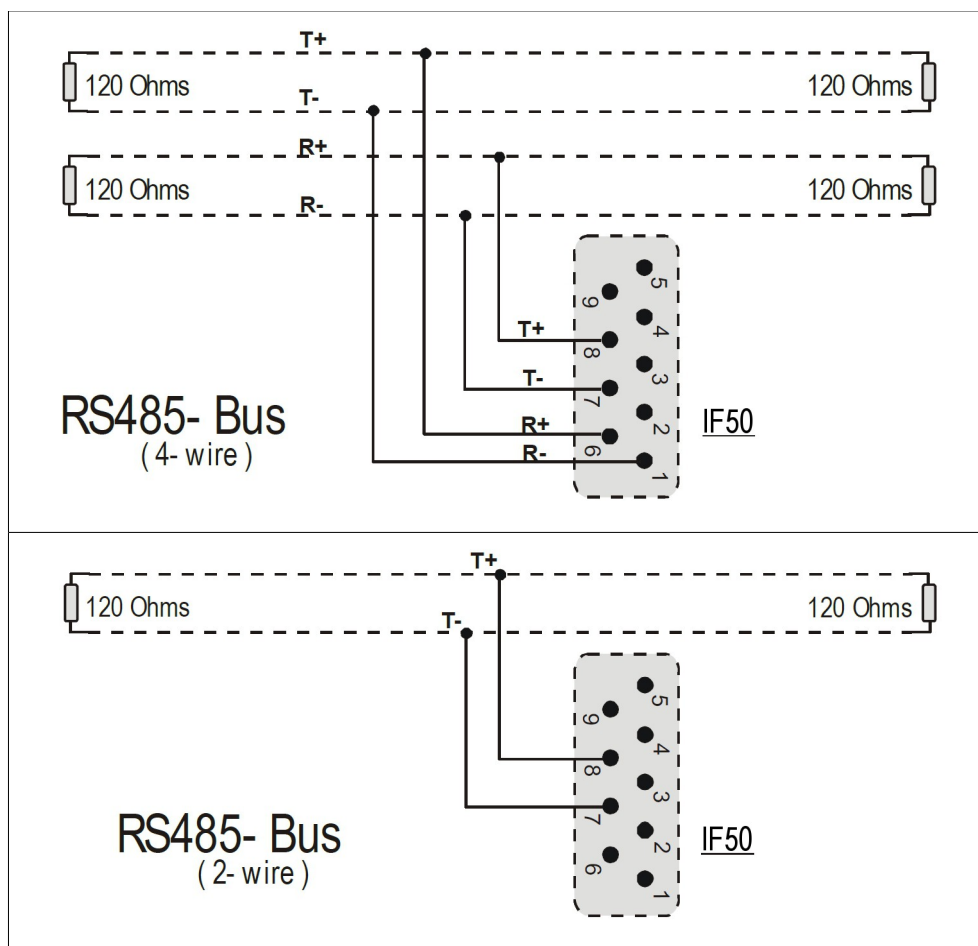 T+
120 Ohms
120 Ohms
T-
R+
120 Ohms
120 Ohms
R-
5
9
4
T+
8
3
T-
7
2
R+
6
R-
1
IF50
RS485- Bus
( 4- wire )
T+
120 Ohms
120 Ohms
T-
5
9
4
8
3
7
2
6
1
IF50
RS485- Bus
( 2- wire )